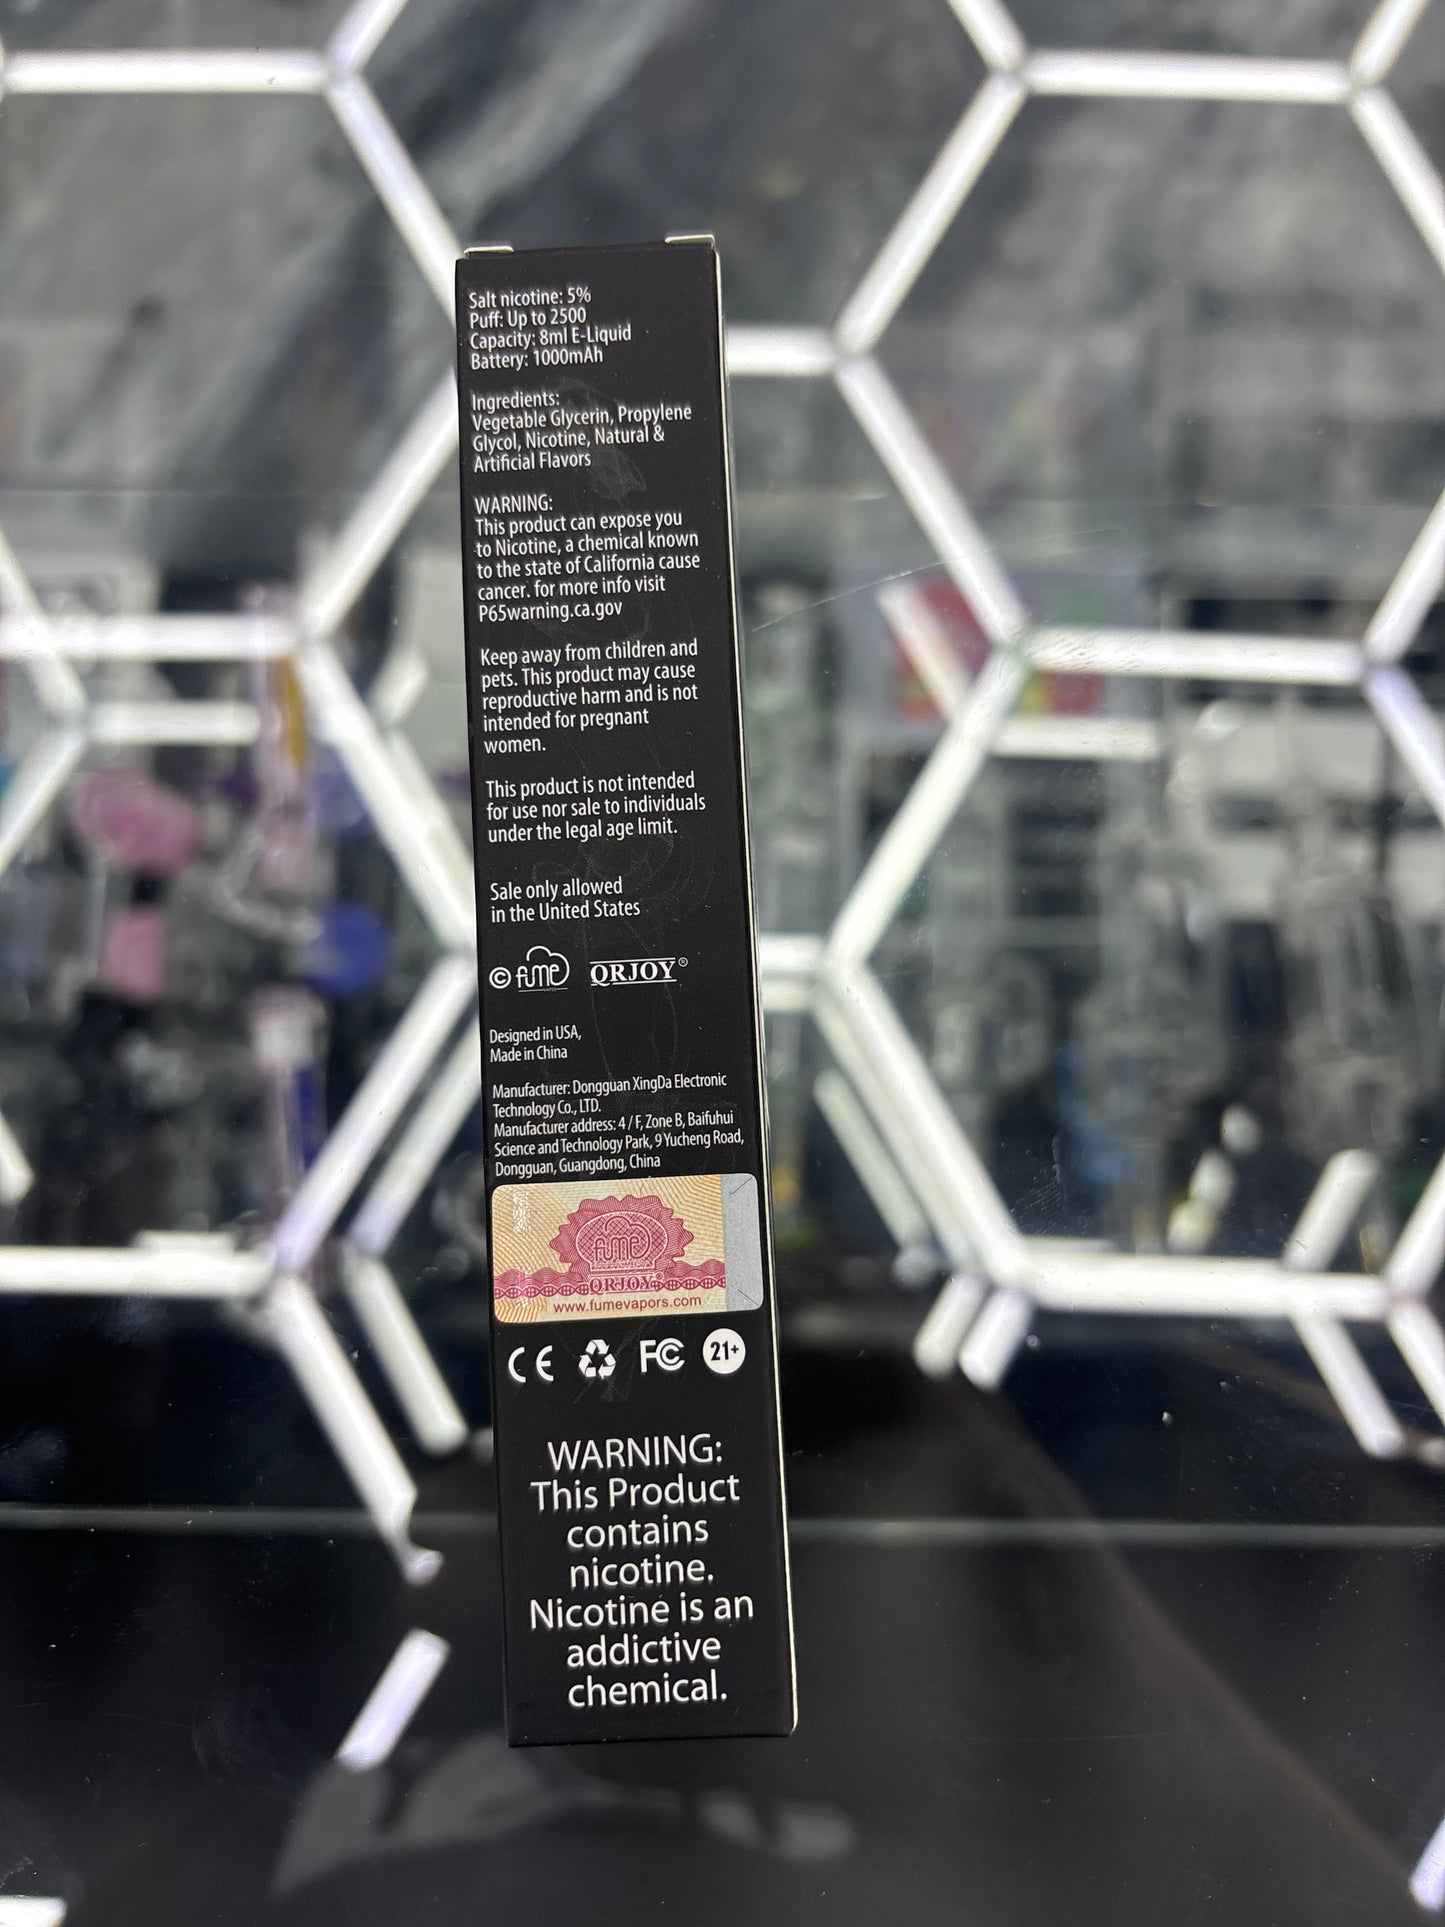 Salt nicotine: 5%
Puff: Up to 2500
Capacity: 8ml E-Liquid
Battery: 1000mAh
Ingredients:
Vegetable Glycerin, Propylene
Glycol, Nicotine, Natural &
Artificial Flavors
WARNING:
This product can expose you
to Nicotine, a chemical known
to the state of California cause
cancer. for more info visit
P65warning.ca.gov
Keep away from children and
pets. This product may cause
reproductive harm and is not
intended for pregnant
women.
This product is not intended
for use nor sale to individuals
under the legal age limit.
Sale only allowed
in the United States
© fume QRJOY®
Designed in USA,
Made in China
Manufacturer: Dongguan XingDa Electronic
Technology Co., LTD.
Manufacturer address: 4 / F, Zone B, Baifuhui
Science and Technology Park, 9 Yucheng Road,
Dongguan, Guangdong, China
fume
QRJOY®
www.fumevapors.com
CE FC 21+
WARNING:
This Product
contains
nicotine.
Nicotine is an
addictive
chemical.